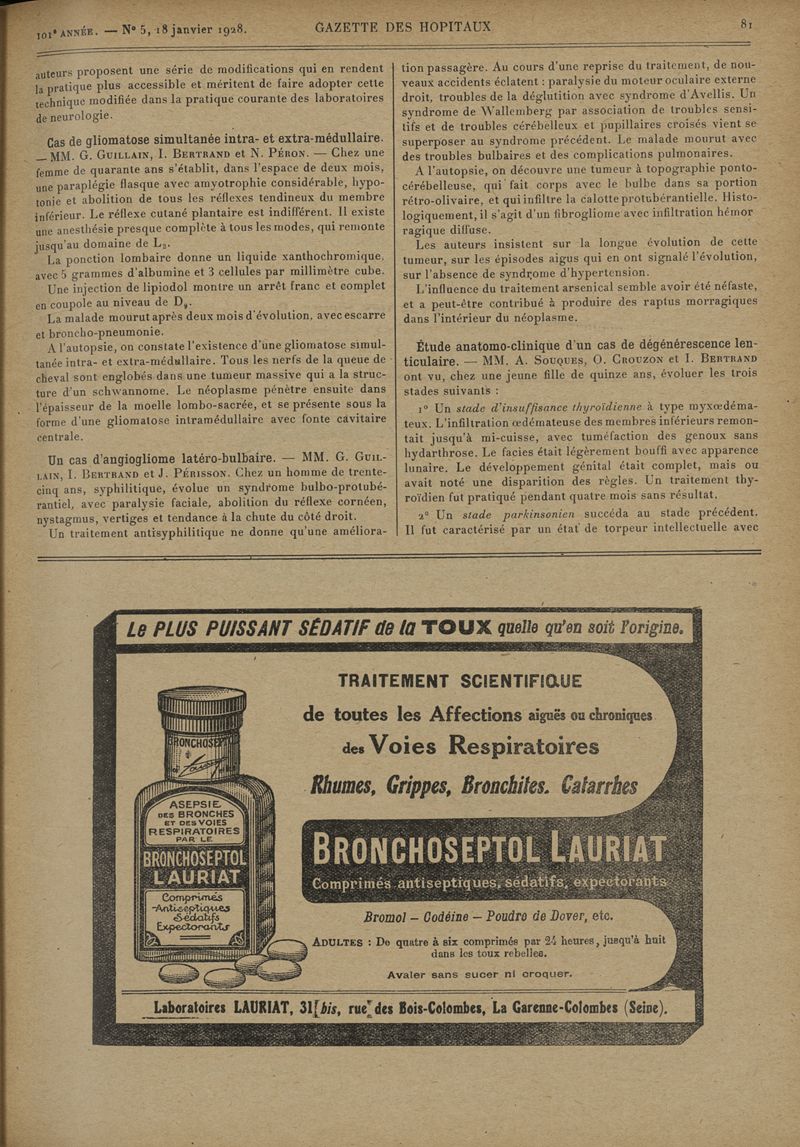 101e ANNÉE. — N° 5, 18 janvier 1928.
GAZETTE DES HOPITAUX
81
auteurs proposent une série de modifications qui en rendent
la pratique plus accessible et méritent de faire adopter cette
technique modifiée dans la pratique courante des laboratoires
de neurologie.
Cas de gliomatose simultanée intra- et extra-médullaire.
— MM. G. GUILLAIN, I. BERTRAND et N. PÉRON. — Chez une
femme de quarante ans s'établit, dans l'espace de deux mois,
une paraplégie flasque avec amyotrophie considérable, hypo-
tonie et abolition de tous les réflexes tendineux du membre
inférieur. Le réflexe cutané plantaire est indifférent. Il existe
une anesthésie presque complète à tous les modes, qui remonte
jusqu'au domaine de L2.
La ponction lombaire donne un liquide xanthochromique,
avec 5 grammes d'albumine et 3 cellules par millimètre cube.
Une injection de lipiodol montre un arrêt franc et complet
en coupole au niveau de D9.
La malade mourut après deux mois d'évolution, avec escarre
et broncho-pneumonie.
A l'autopsie, on constate l'existence d'une gliomatose simul-
tanée intra- et extra-médullaire. Tous les nerfs de la queue de
cheval sont englobés dans une tumeur massive qui a la struc-
ture d'un schwannome. Le néoplasme pénètre ensuite dans
l'épaisseur de la moelle lombo-sacrée, et se présente sous la
forme d'une gliomatose intramédullaire avec fonte cavitaire
centrale.
Un cas d'angiogliome latéro-bulbaire. — MM. G. GUIL-
LAIN, I. BERTRAND et J. PÉRISSON. Chez un homme de trente-
cinq ans, syphilitique, évolue un syndrome bulbo-protubé-
rantiel, avec paralysie faciale, abolition du réflexe cornéen,
nystagmus, vertiges et tendance à la chute du côté droit.
Un traitement antisyphilitique ne donne qu'une améliora-
tion passagère. Au cours d'une reprise du traitement, de nou-
veaux accidents éclatent : paralysie du moteur oculaire externe
droit, troubles de la déglutition avec syndrome d'Avellis. Un
syndrome de Wallemberg par association de troubles sensi-
tifs et de troubles cérébelleux et pupillaires croisés vient se
superposer au syndrome précédent. Le malade mourut avec
des troubles bulbaires et des complications pulmonaires.
A l'autopsie, on découvre une tumeur à topographie ponto-
cérébelleuse, qui fait corps avec le bulbe dans sa portion
rétro-olivaire, et qui infiltre la calotte protubérantielle. Histo-
logiquement, il s'agit d'un fibrogliome avec infiltration hémor
ragique diffuse.
Les auteurs insistent sur la longue évolution de cette
tumeur, sur les épisodes aigus qui en ont signalé l'évolution,
sur l'absence de syndrome d'hypertension.
L'influence du traitement arsenical semble avoir été néfaste,
et a peut-être contribué à produire des raptus morragiques
dans l'intérieur du néoplasme.
Étude anatomo-clinique d'un cas de dégénérescence len-
ticulaire. — MM. A. SOUQUES, O. CROUZON et I. BERTRAND
ont vu, chez une jeune fille de quinze ans, évoluer les trois
stades suivants :
1° Un stade d'insuffisance thyroïdienne à type myxœdéma-
teux. L'infiltration œdémateuse des membres inférieurs remon-
tait jusqu'à mi-cuisse, avec tuméfaction des genoux sans
hydarthrose. Le facies était légèrement bouffi avec apparence
lunaire. Le développement génital était complet, mais on
avait noté une disparition des règles. Un traitement thy-
roïdien fut pratiqué pendant quatre mois sans résultat.
2° Un stade parkinsonien succéda au stade précédent.
Il fut caractérisé par un état de torpeur intellectuelle avec
Le PLUS PUISSANT SÉDATIF de la TOUX quelle qu'en soit l'origine.
TRAITEMENT SCIENTIFIQUE
de toutes les Affections aiguës ou chroniques
des Voies Respiratoires
Rhumes, Grippes, Bronchites. Catarrhes
BRONCHOSEPTOL LAURIAT
Comprimés antiseptiques, sédatifs, expectorants
Bromol — Codéine — Poudre de Dover, etc.
ADULTES : De quatre à six comprimés par 24 heures, jusqu'à huit
dans les toux rebelles.
Avaler sans sucer ni croquer.
BRONCHOSEPTOL
ASEPSIE
DES BRONCHES
ET DES VOIES
RESPIRATOIRES
PAR LE
BRONCHOSEPTOL
LAURIAT
Comprimés
Antiseptiques
Sédatifs
Expectorants
Laboratoires LAURIAT, 31 bis, rue des Bois-Colombes, La Garenne-Colombes (Seine).